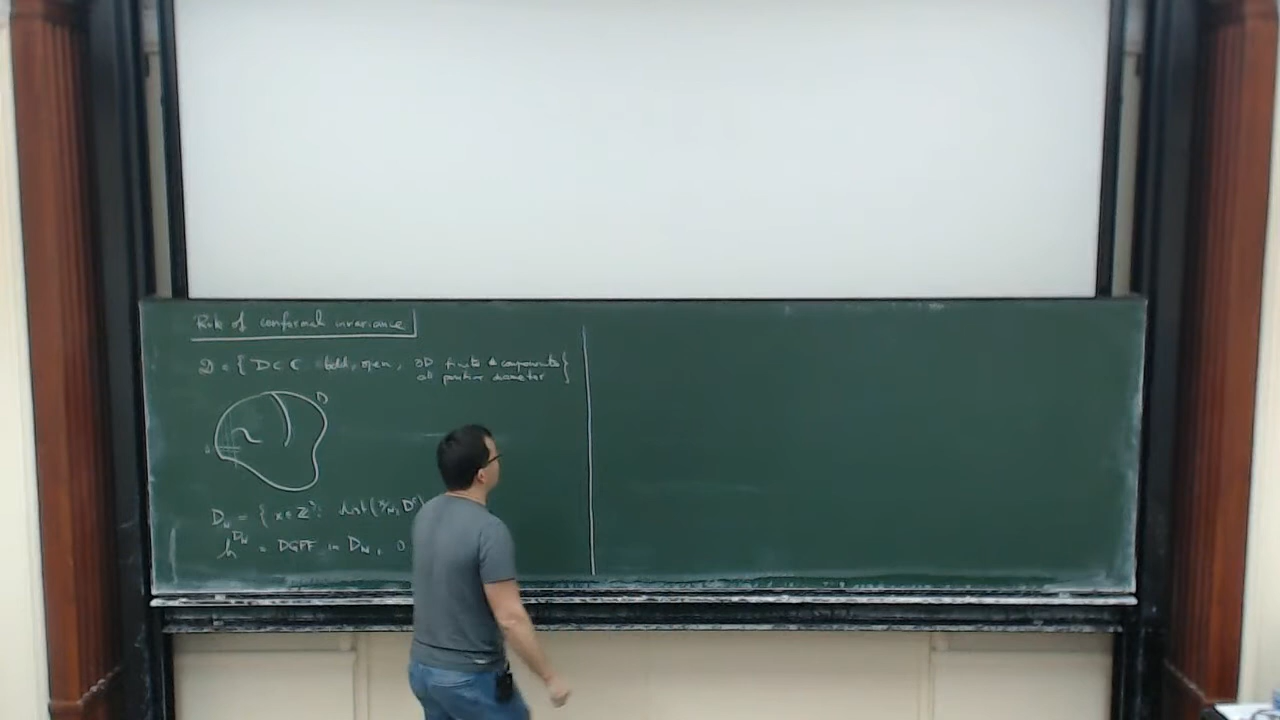 Role of conformal invariance
𝒟 = { D ⊂ ℂ bdd, open, ∂D finite # components
all positive diameter }
D
D_N = { x ∈ ℤ²: dist(x/N, D^c)
h^{D_N} = DGFF in D_N, 0